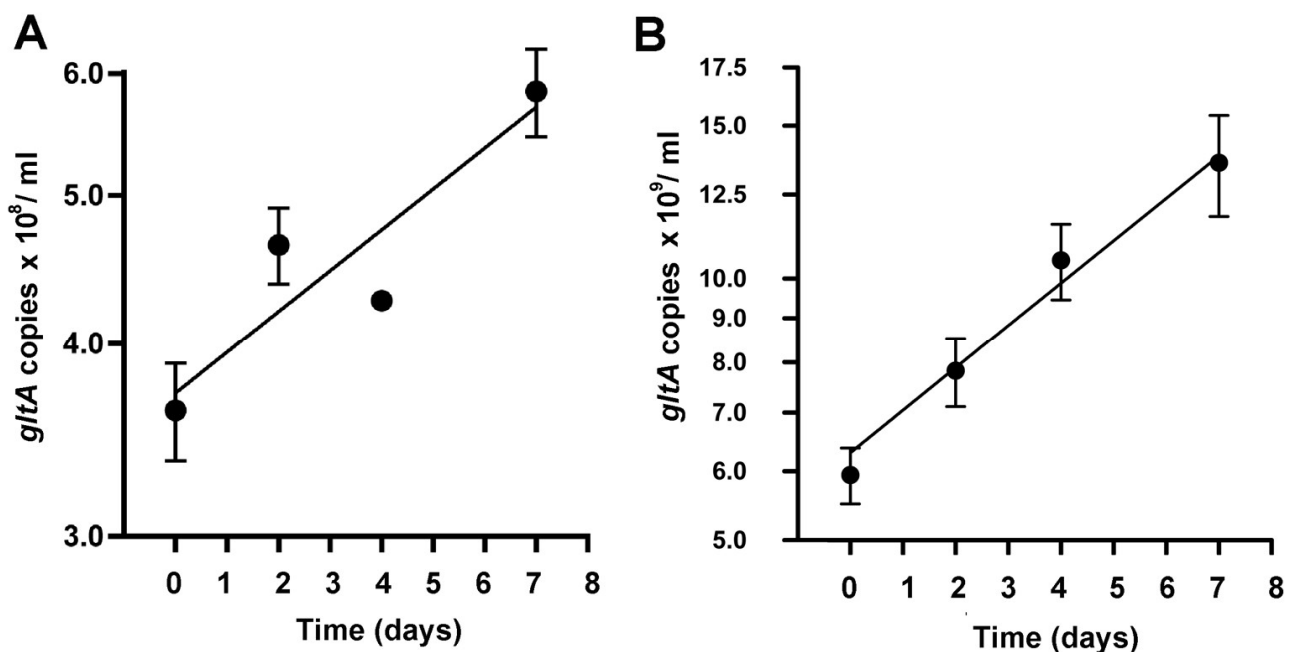 A
6.0
5.0
4.0
3.0
gltA copies x 10⁸/ ml
0 1 2 3 4 5 6 7 8
Time (days)
B
17.5
15.0
12.5
10.0
9.0
8.0
7.0
6.0
5.0
gltA copies x 10⁹/ ml
0 1 2 3 4 5 6 7 8
Time (days)